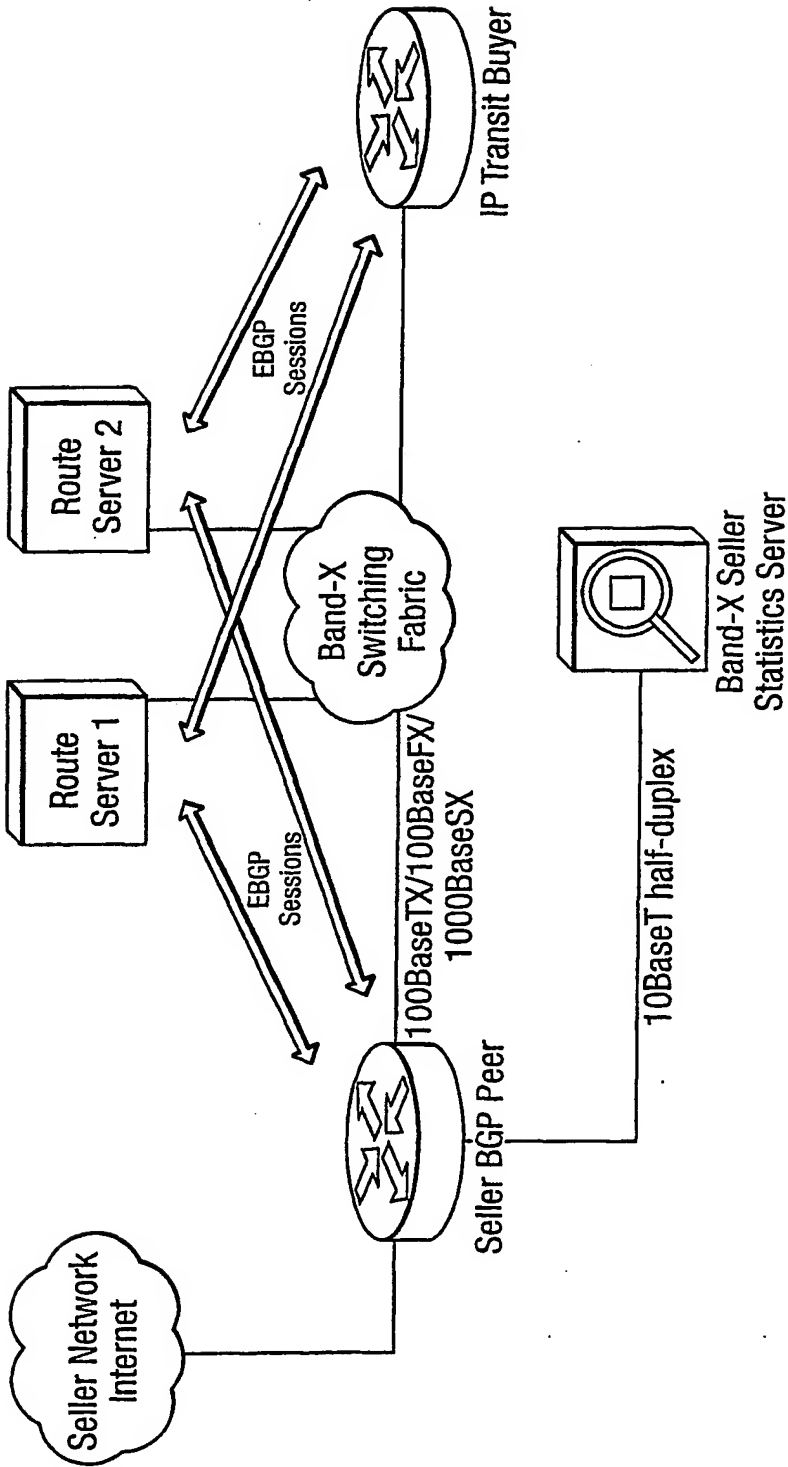 Route
Server 1
Route
Server 2
Seller Network
Internet
EBGP
Sessions
EBGP
Sessions
Band-X
Switching
Fabric
100BaseTX/100BaseFX/
1000BaseSX
Seller BGP Peer
IP Transit Buyer
10BaseT half-duplex
Band-X Seller
Statistics Server